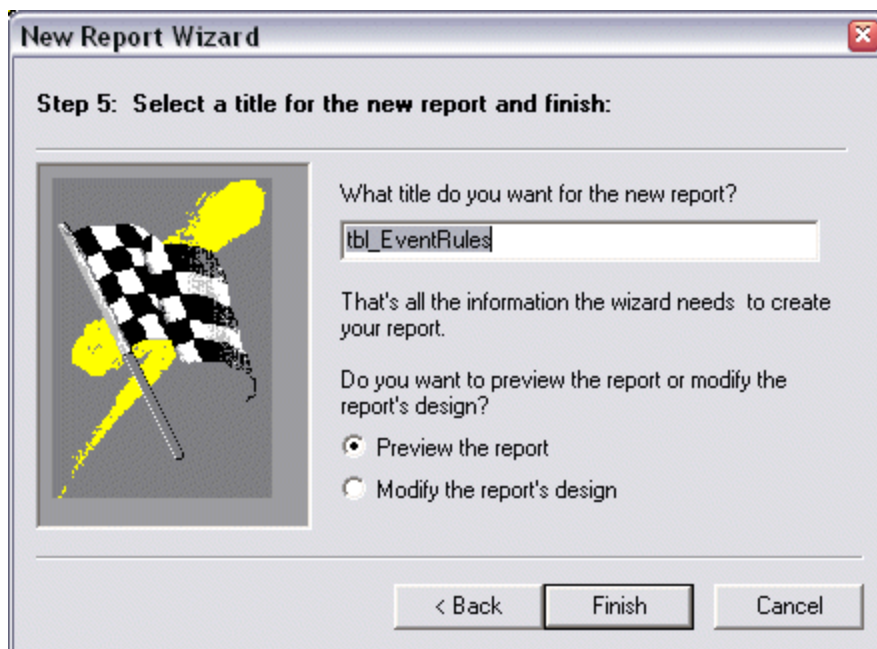 New Report Wizard
Step 5: Select a title for the new report and finish:
What title do you want for the new report?
tbl_EventRules
That's all the information the wizard needs to create
your report.
Do you want to preview the report or modify the
report's design?
Preview the report
Modify the report's design
< Back
Finish
Cancel